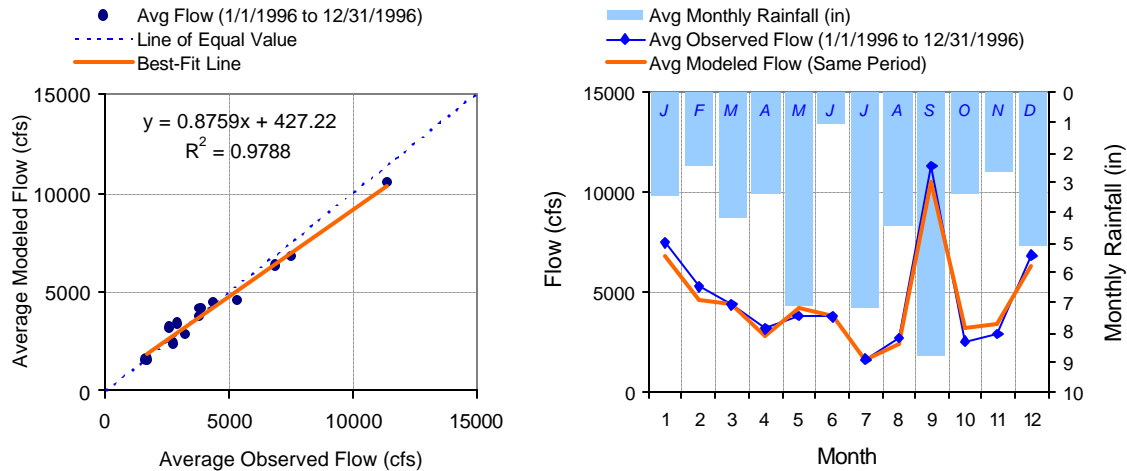 Avg Flow (1/1/1996 to 12/31/1996)
Line of Equal Value
Best-Fit Line
y = 0.8759x + 427.22
R² = 0.9788
15000
10000
5000
0
0 5000 10000 15000
Average Modeled Flow (cfs)
Average Observed Flow (cfs)
Avg Monthly Rainfall (in)
Avg Observed Flow (1/1/1996 to 12/31/1996)
Avg Modeled Flow (Same Period)
J F M A M J J A S O N D
15000
10000
5000
0
Flow (cfs)
0
1
2
3
4
5
6
7
8
9
10
Monthly Rainfall (in)
1 2 3 4 5 6 7 8 9 10 11 12
Month